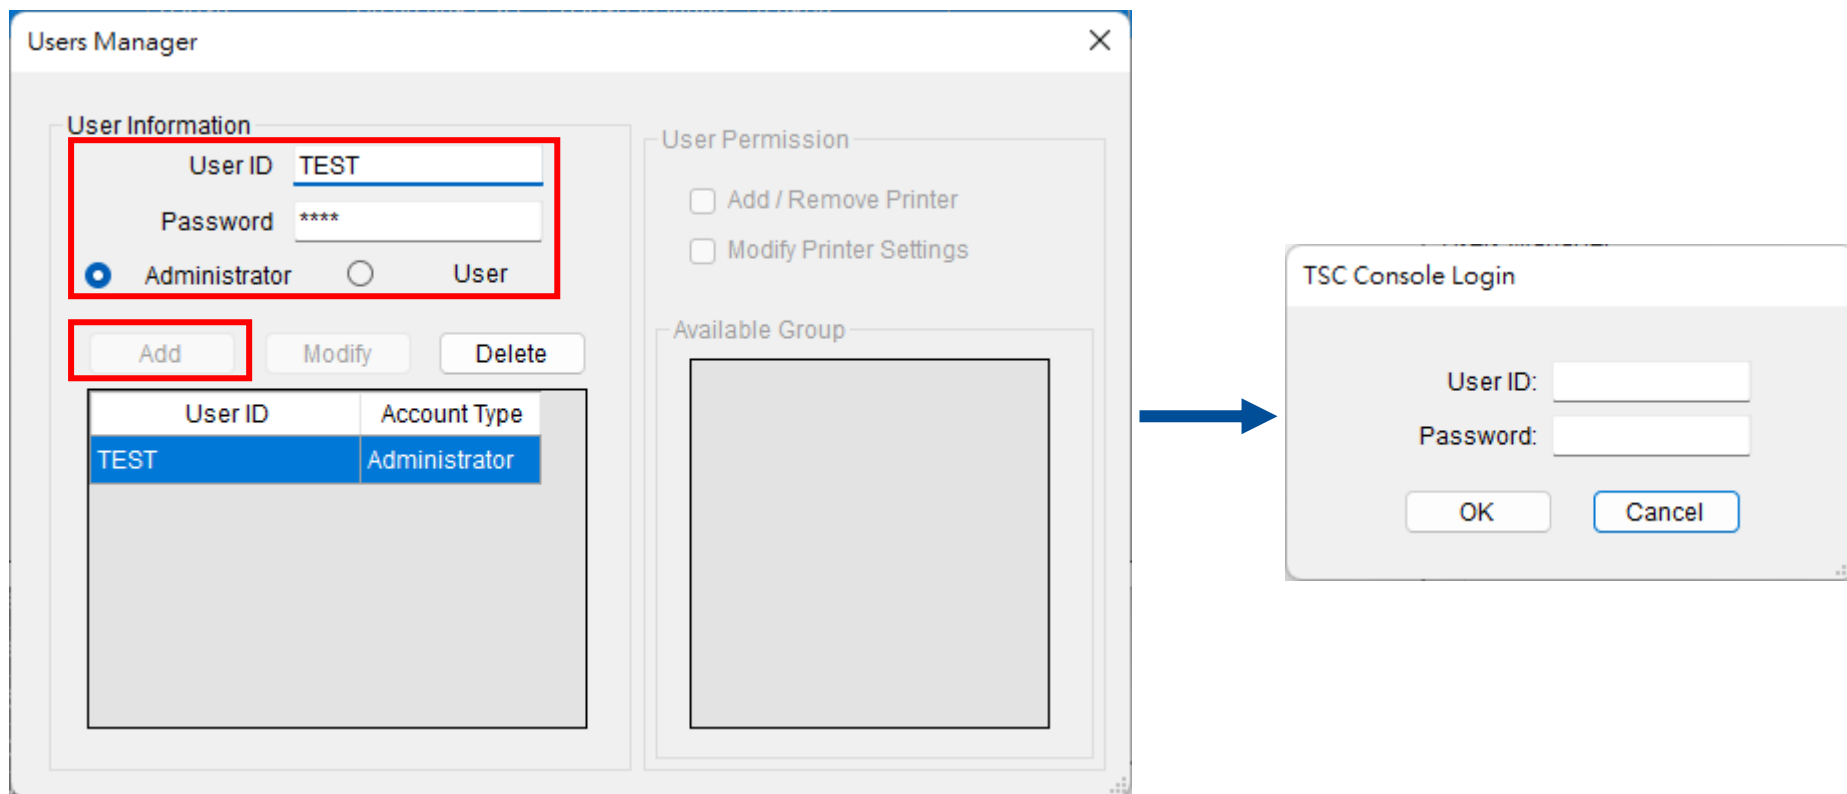 Users Manager
User Information
User ID TEST
Password ****
Administrator User
Add Modify Delete
User ID Account Type
TEST Administrator
User Permission
Add / Remove Printer
Modify Printer Settings
Available Group
TSC Console Login
User ID:
Password:
OK Cancel